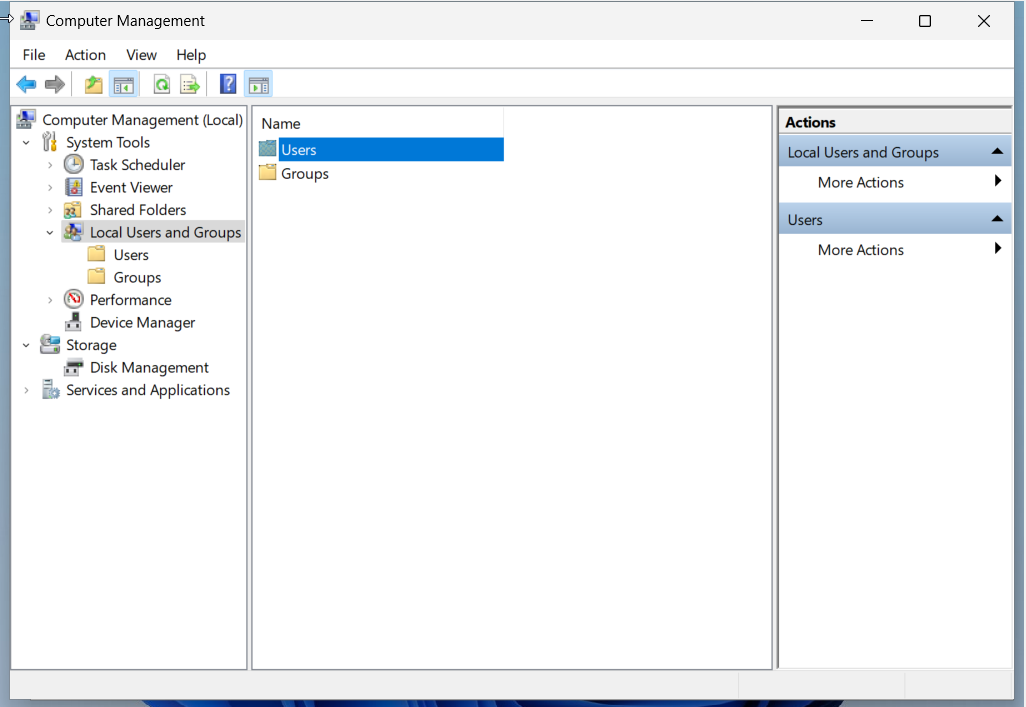 Computer Management
File Action View Help
Computer Management (Local)
System Tools
Task Scheduler
Event Viewer
Shared Folders
Local Users and Groups
Users
Groups
Performance
Device Manager
Storage
Disk Management
Services and Applications
Name
Users
Groups
Actions
Local Users and Groups
More Actions
Users
More Actions